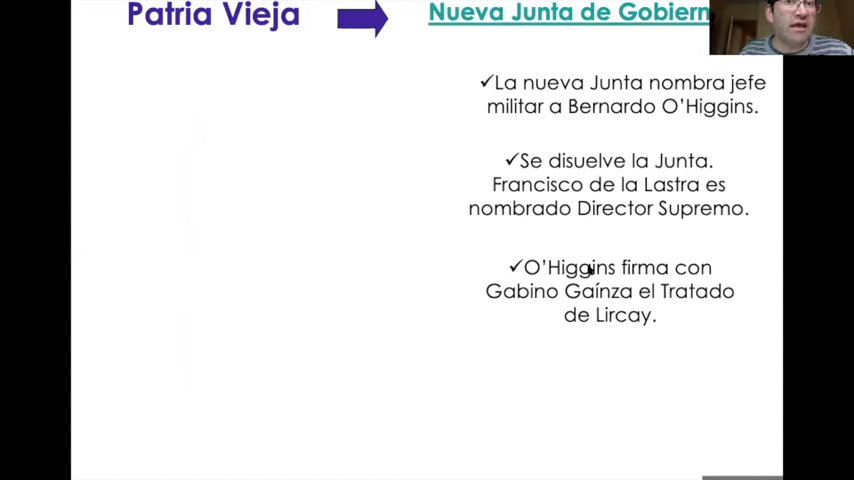 Patria Vieja
Nueva Junta de Gobiern
✓La nueva Junta nombra jefe
militar a Bernardo O’Higgins.
✓Se disuelve la Junta.
Francisco de la Lastra es
nombrado Director Supremo.
✓O’Higgins firma con
Gabino Gaínza el Tratado
de Lircay.